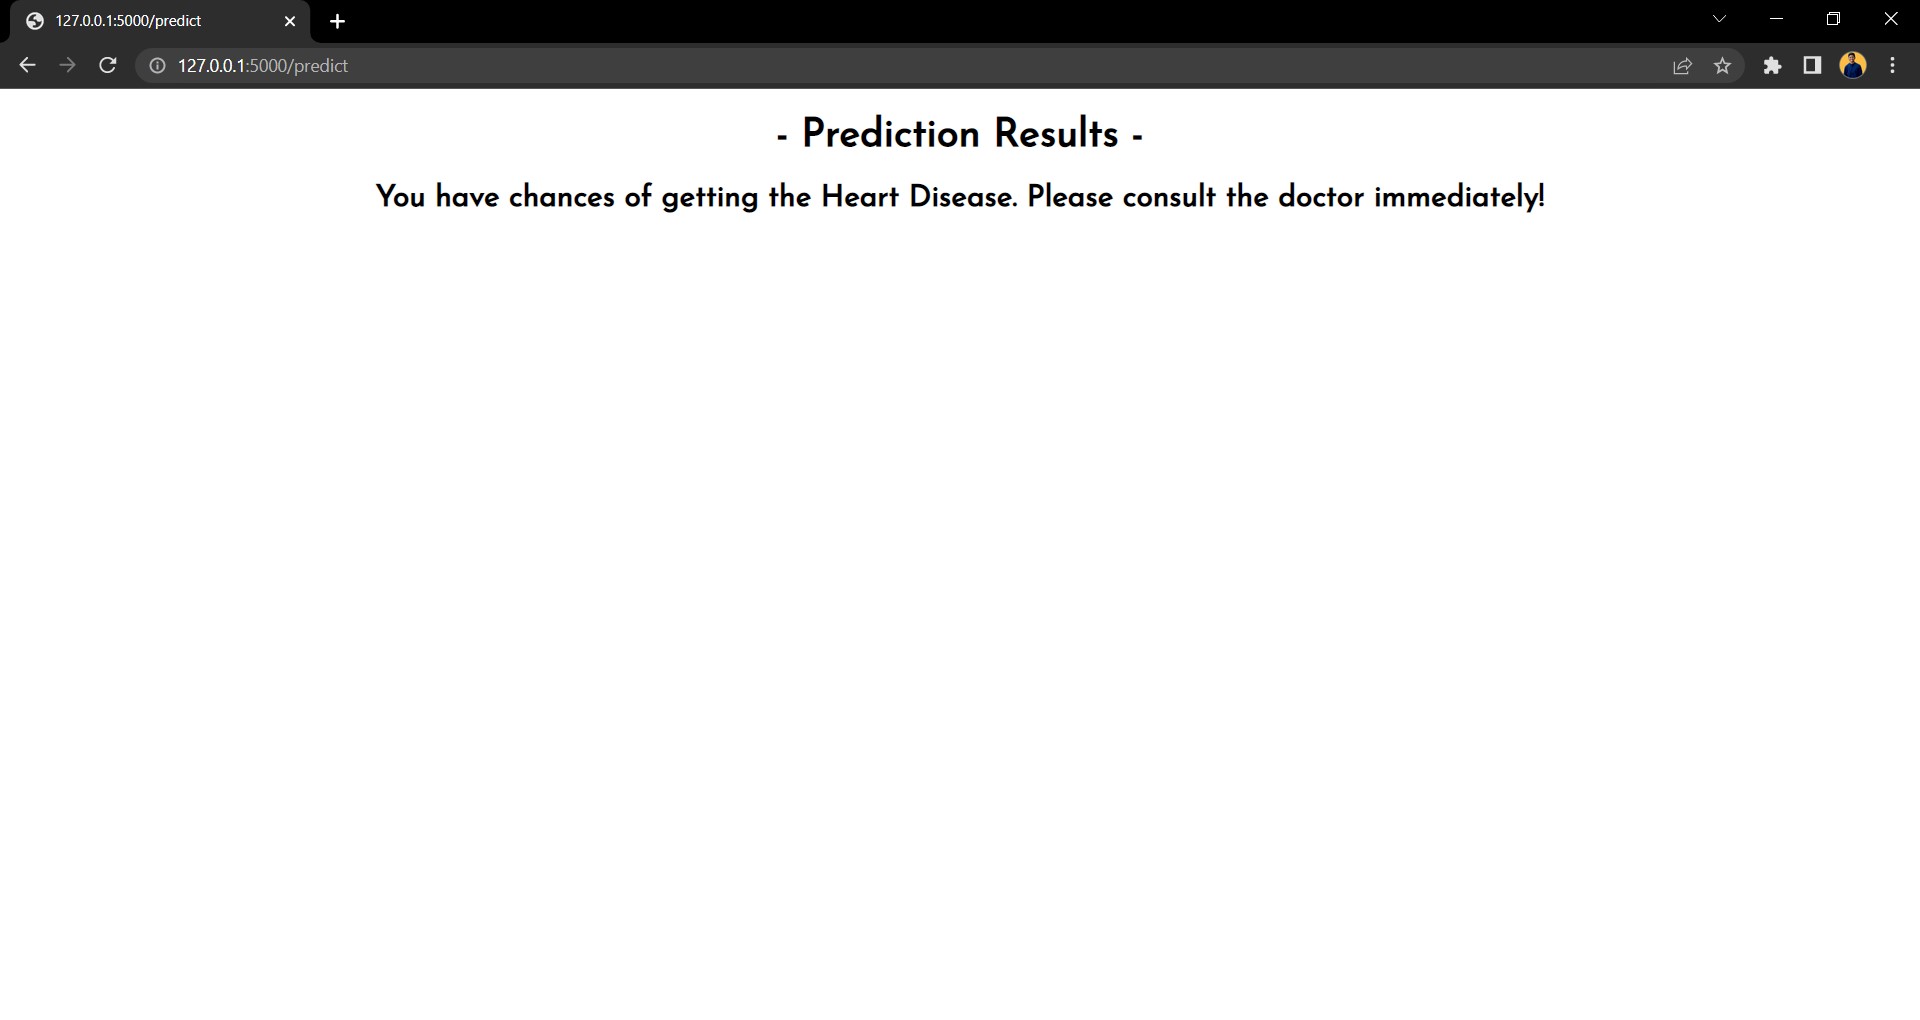 127.0.0.1:5000/predict
127.0.0.1:5000/predict
- Prediction Results -
You have chances of getting the Heart Disease. Please consult the doctor immediately!